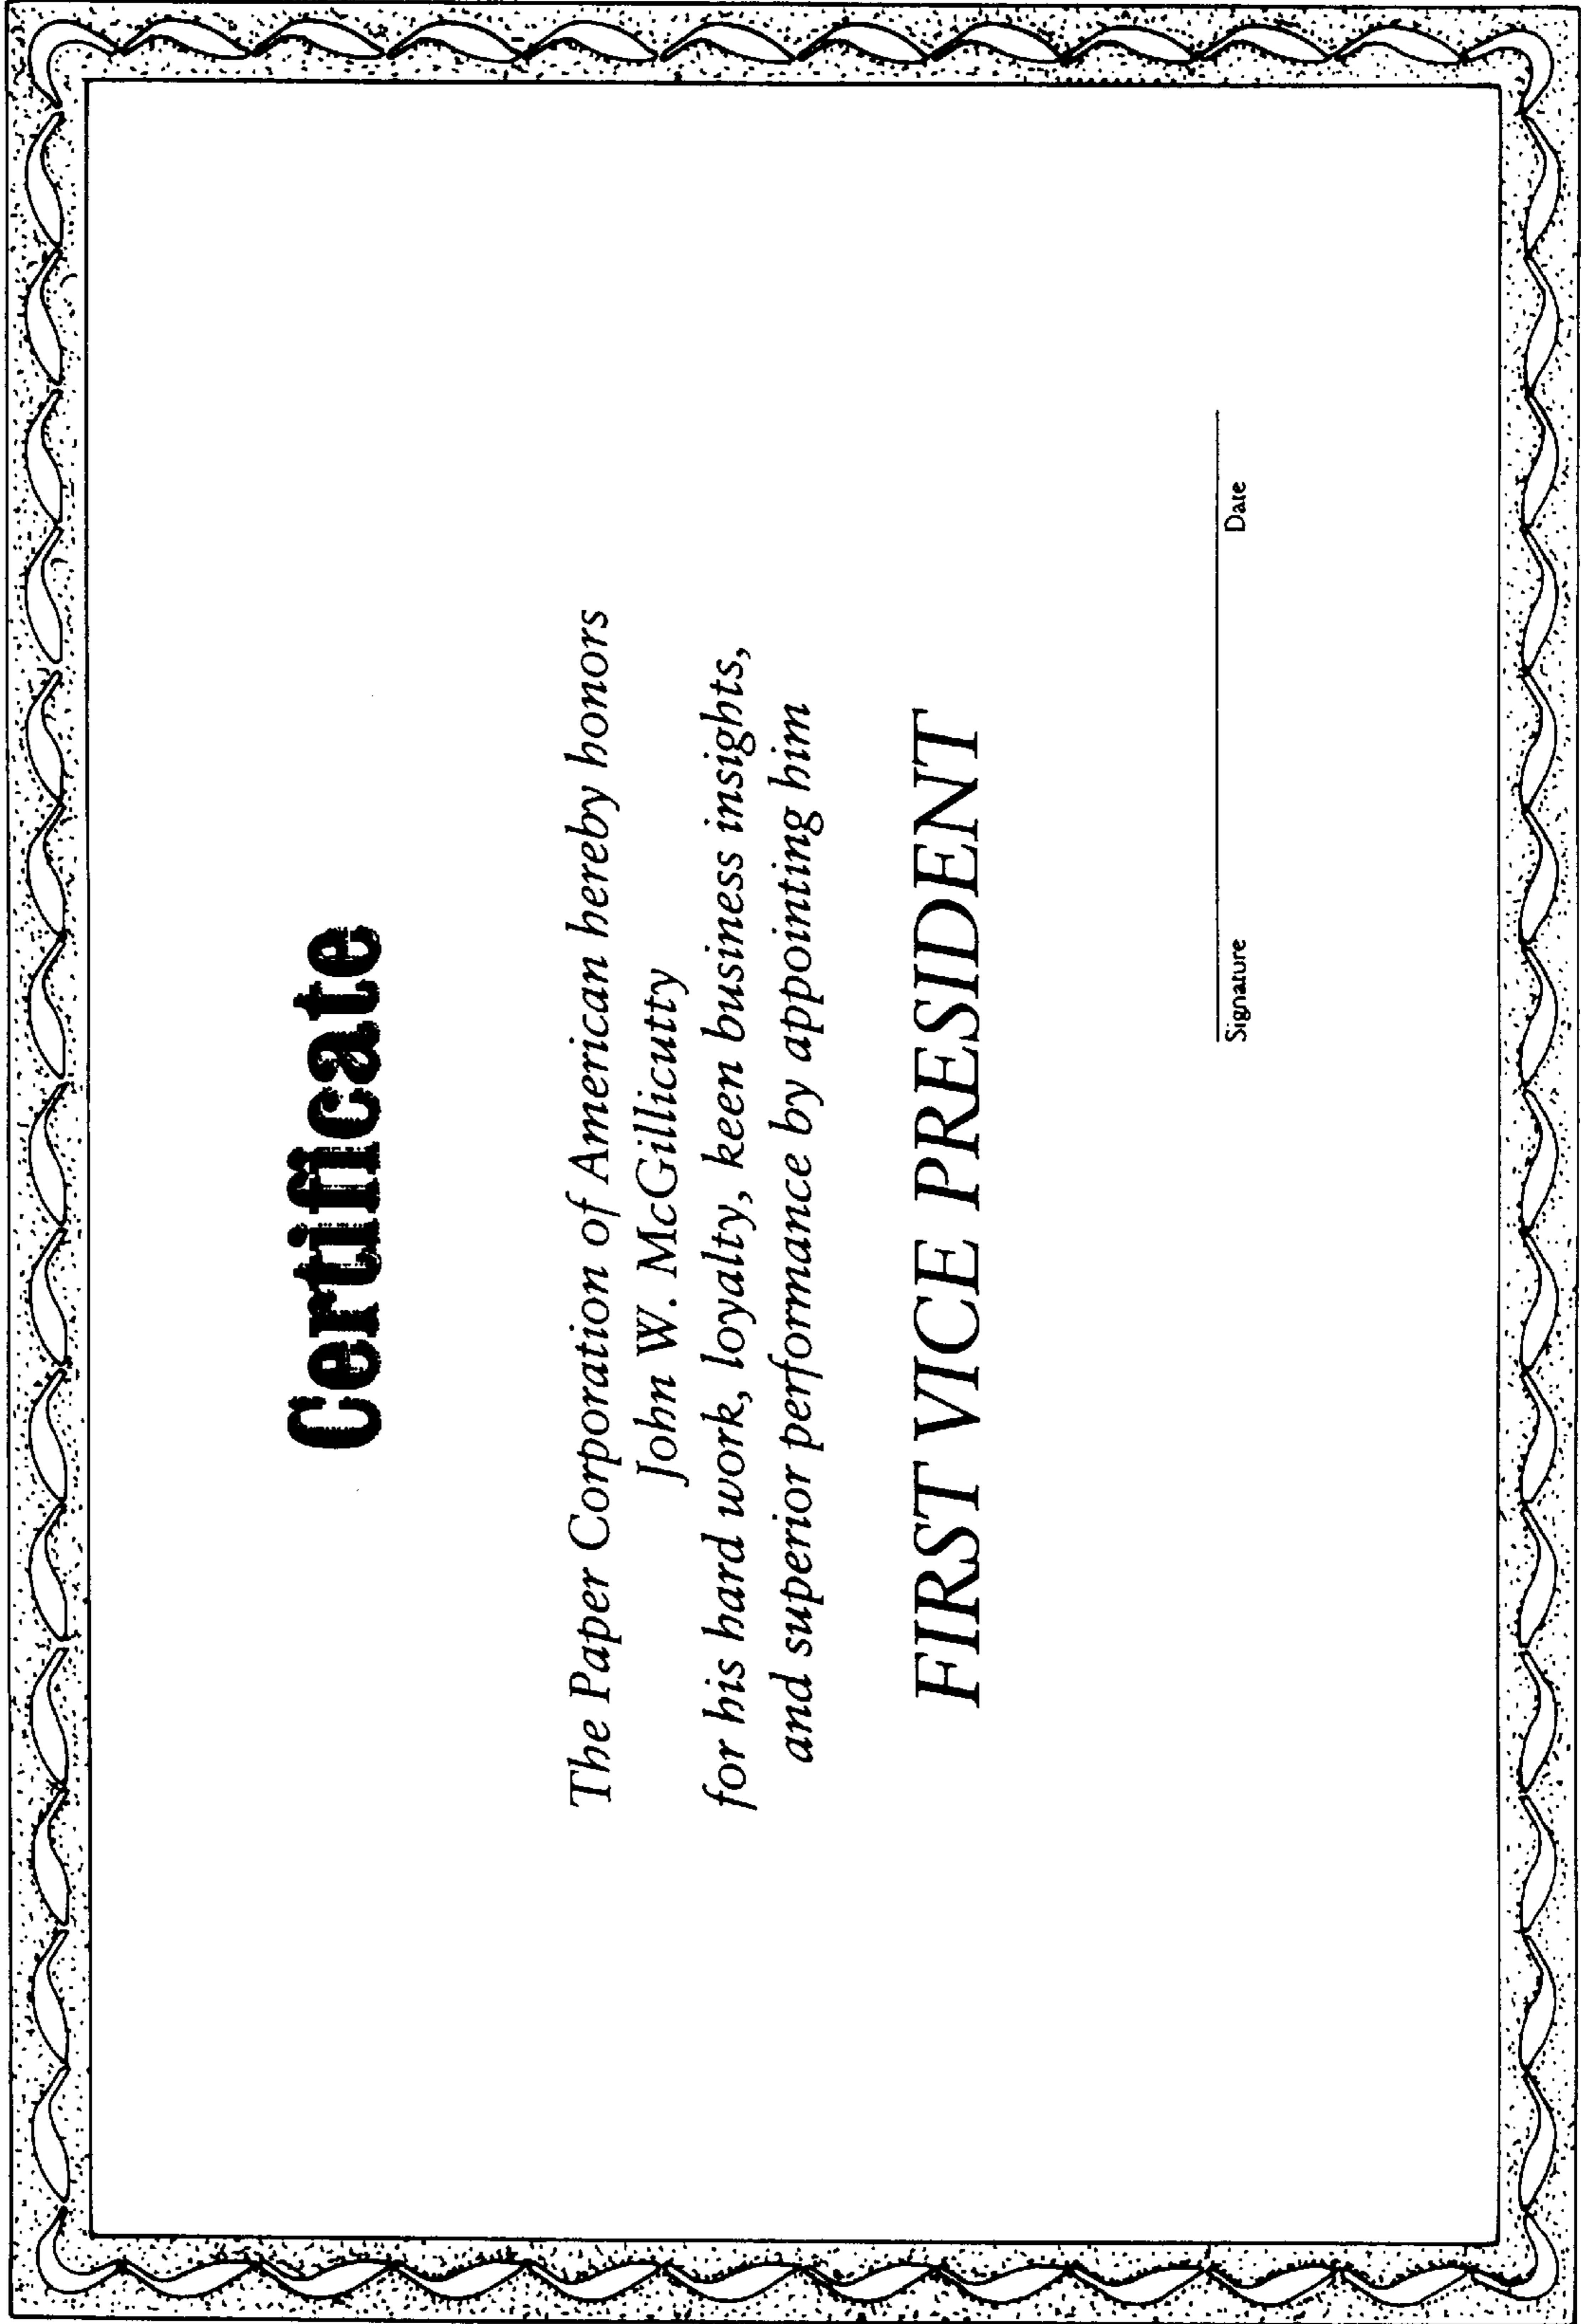 Certificate
The Paper Corporation of American hereby honors
John W. McGillicutty
for his hard work, loyalty, keen business insights,
and superior performance by appointing him
FIRST VICE PRESIDENT
Signature Date